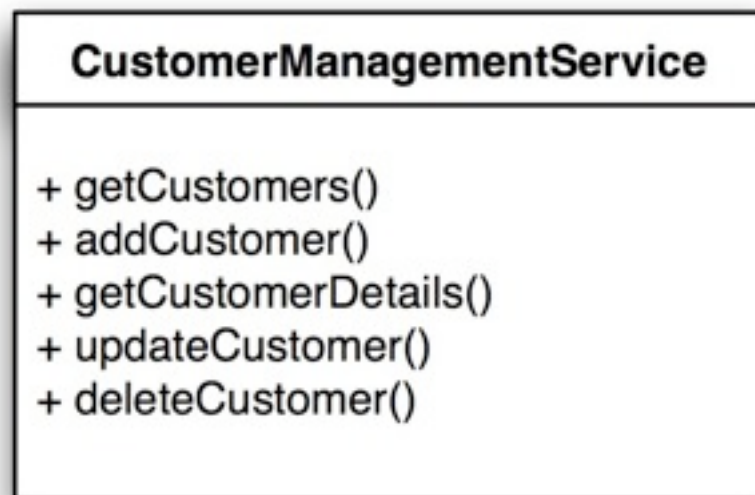 CustomerManagementService
+ getCustomers()
+ addCustomer()
+ getCustomerDetails()
+ updateCustomer()
+ deleteCustomer()